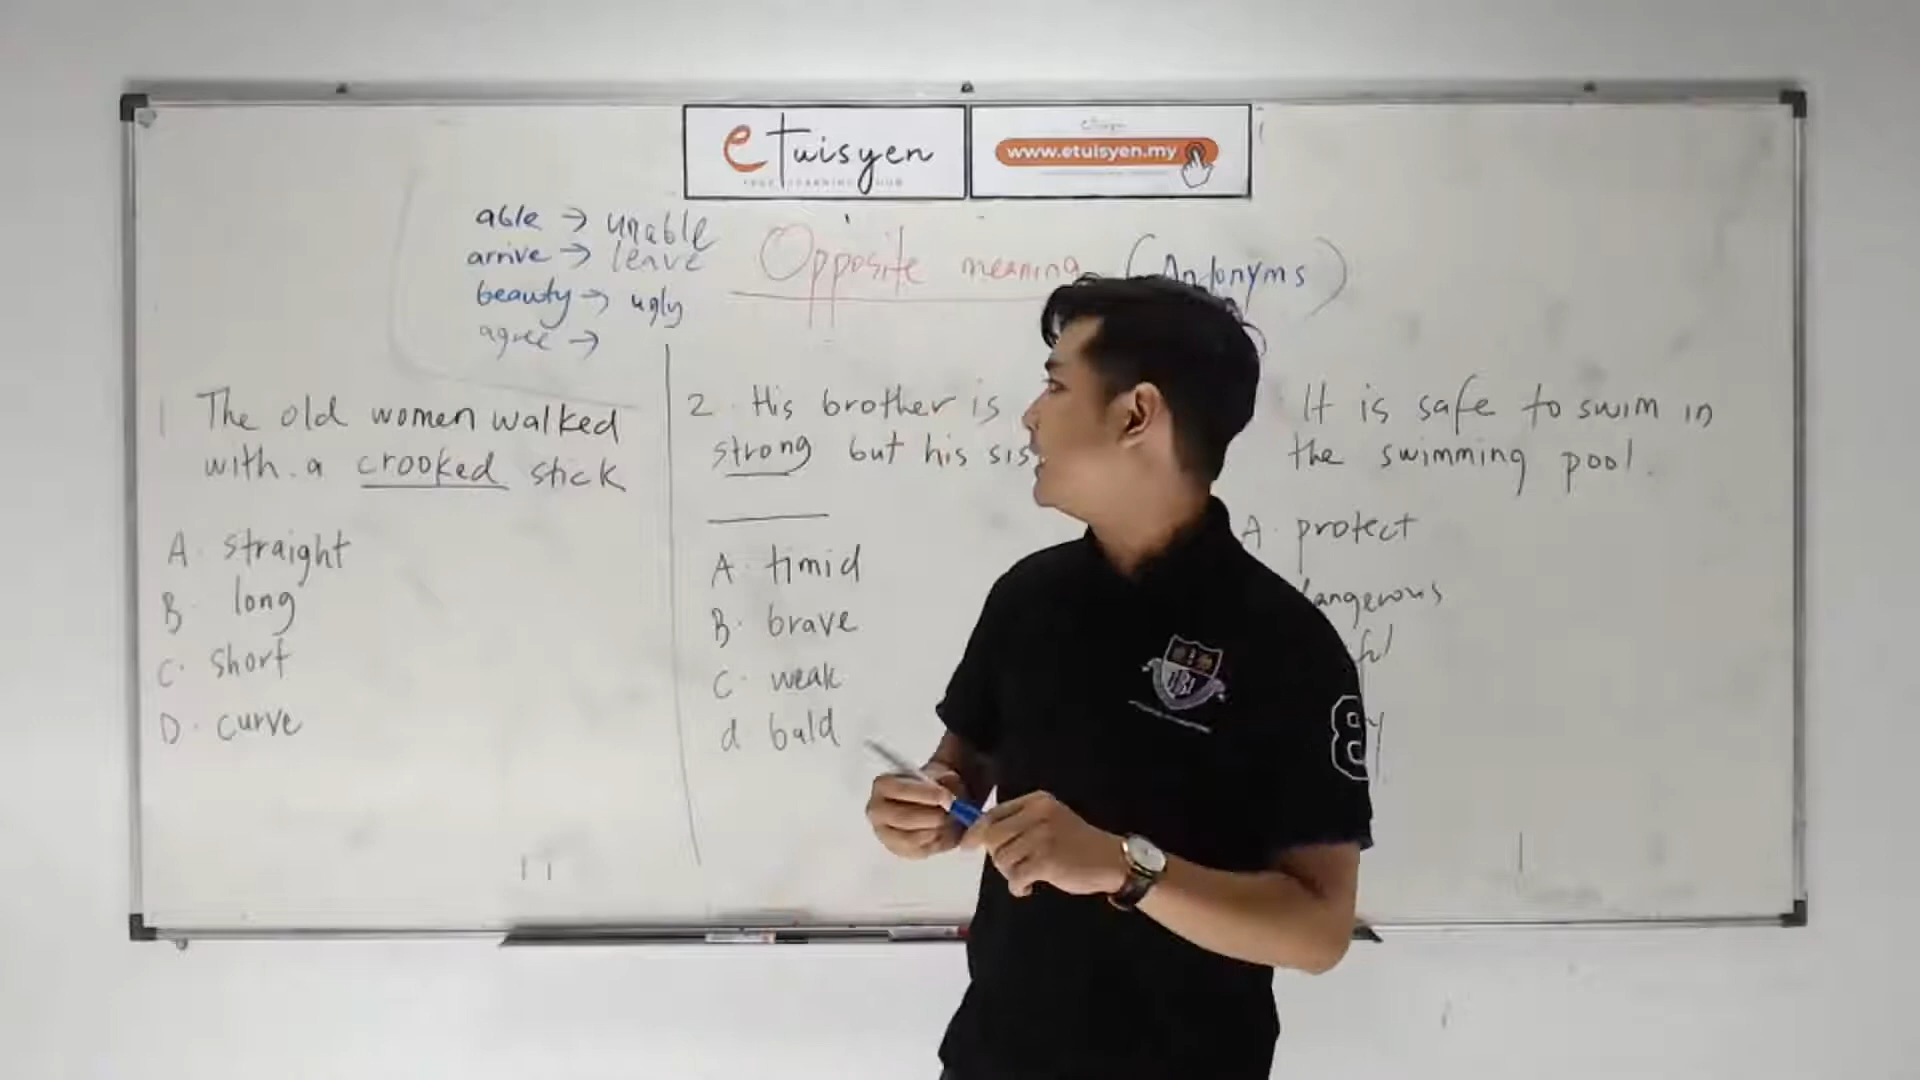 eTuisyen
www.etuisyen.my
able → unable
arrive → leave
beauty → ugly
agree →
Opposite meaning (Antonyms)
1 The old women walked
with a crooked stick
A. straight
B. long
C. short
D. curve
2. His brother is
strong but his sis
A. timid
B. brave
C. weak
d bald
It is safe to swim in
the swimming pool.
A. protect
angerous
8